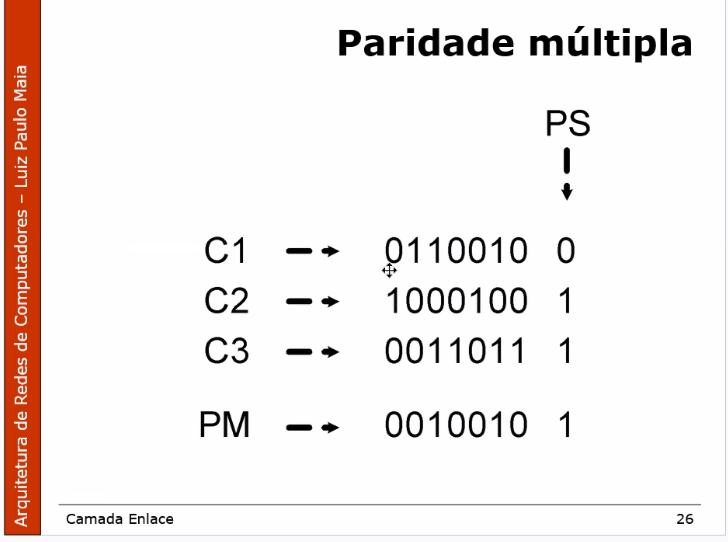 Paridade múltipla
PS
C1 0110010 0
C2 1000100 1
C3 0011011 1
PM 0010010 1
Arquitetura de Redes de Computadores – Luiz Paulo Maia
Camada Enlace 26